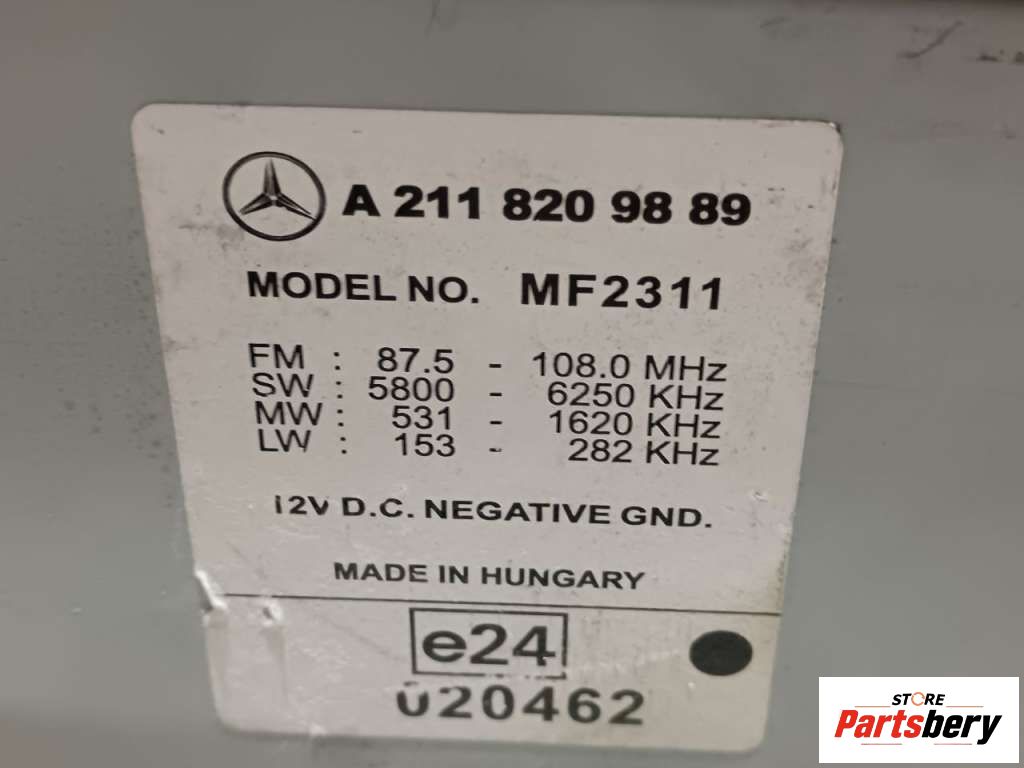 A 211 820 98 89
MODEL NO. MF2311
FM : 87.5 - 108.0 MHz
SW : 5800 - 6250 KHz
MW : 531 - 1620 KHz
LW : 153 - 282 KHz
12V D.C. NEGATIVE GND.
MADE IN HUNGARY
e24
020462
STORE
Partsbery